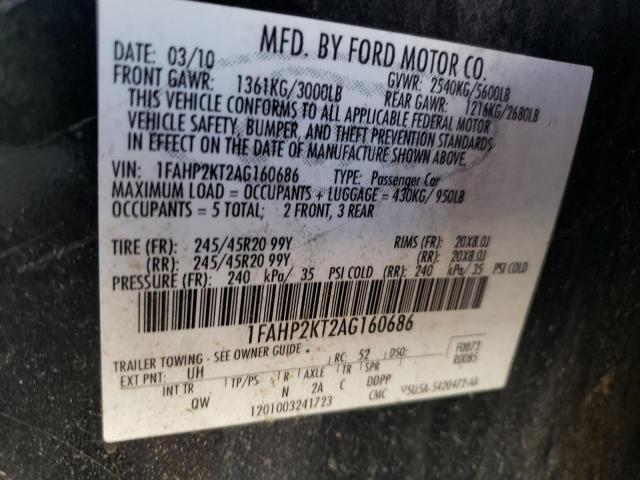 MFD. BY FORD MOTOR CO.
DATE: 03/10 GVWR: 2540KG/5600LB
FRONT GAWR: 1361KG/3000LB REAR GAWR: 1216KG/2680LB
THIS VEHICLE CONFORMS TO ALL APPLICABLE FEDERAL MOTOR
VEHICLE SAFETY, BUMPER, AND THEFT PREVENTION STANDARDS
IN EFFECT ON THE DATE OF MANUFACTURE SHOWN ABOVE.
VIN: 1FAHP2KT2AG160686 TYPE: Passenger Car
MAXIMUM LOAD = OCCUPANTS + LUGGAGE = 430KG/ 950LB
OCCUPANTS = 5 TOTAL; 2 FRONT, 3 REAR
TIRE (FR): 245/45R20 99Y RIMS (FR): 20X8.0J
(RR): 245/45R20 99Y (RR): 20X8.0J
PRESSURE (FR): 240 kPa/ 35 PSI COLD (RR): 240 kPa/ 35 PSI COLD
1FAHP2KT2AG160686
TRAILER TOWING - SEE OWNER GUIDE • F0873
EXT PNT: UH RC: 52 DSO: R0085
INT TR TP/PS R AXLE TR SPR
QW N 2A C DDPP
1201003241723 CMC